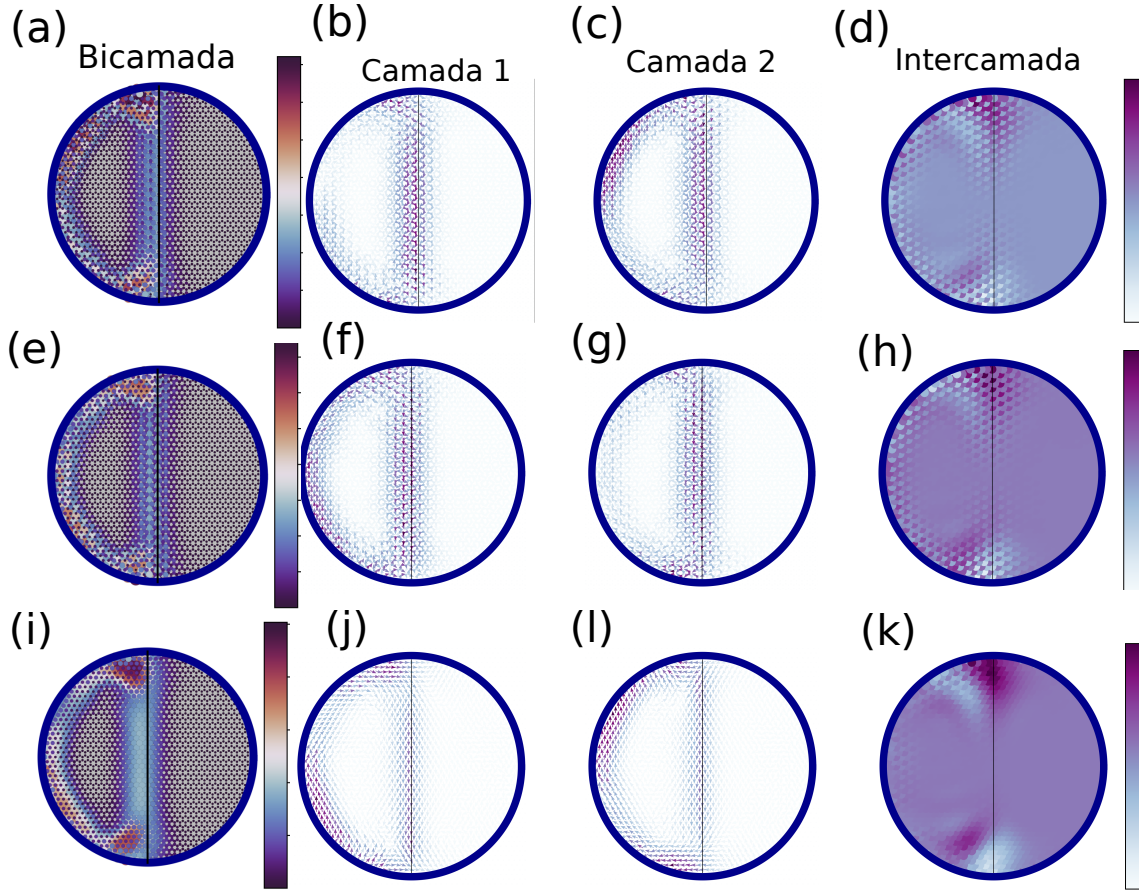 (a) (b) (c) (d)
Bicamada Camada 1 Camada 2 Intercamada
(e) (f) (g) (h)
(i) (j) (l) (k)